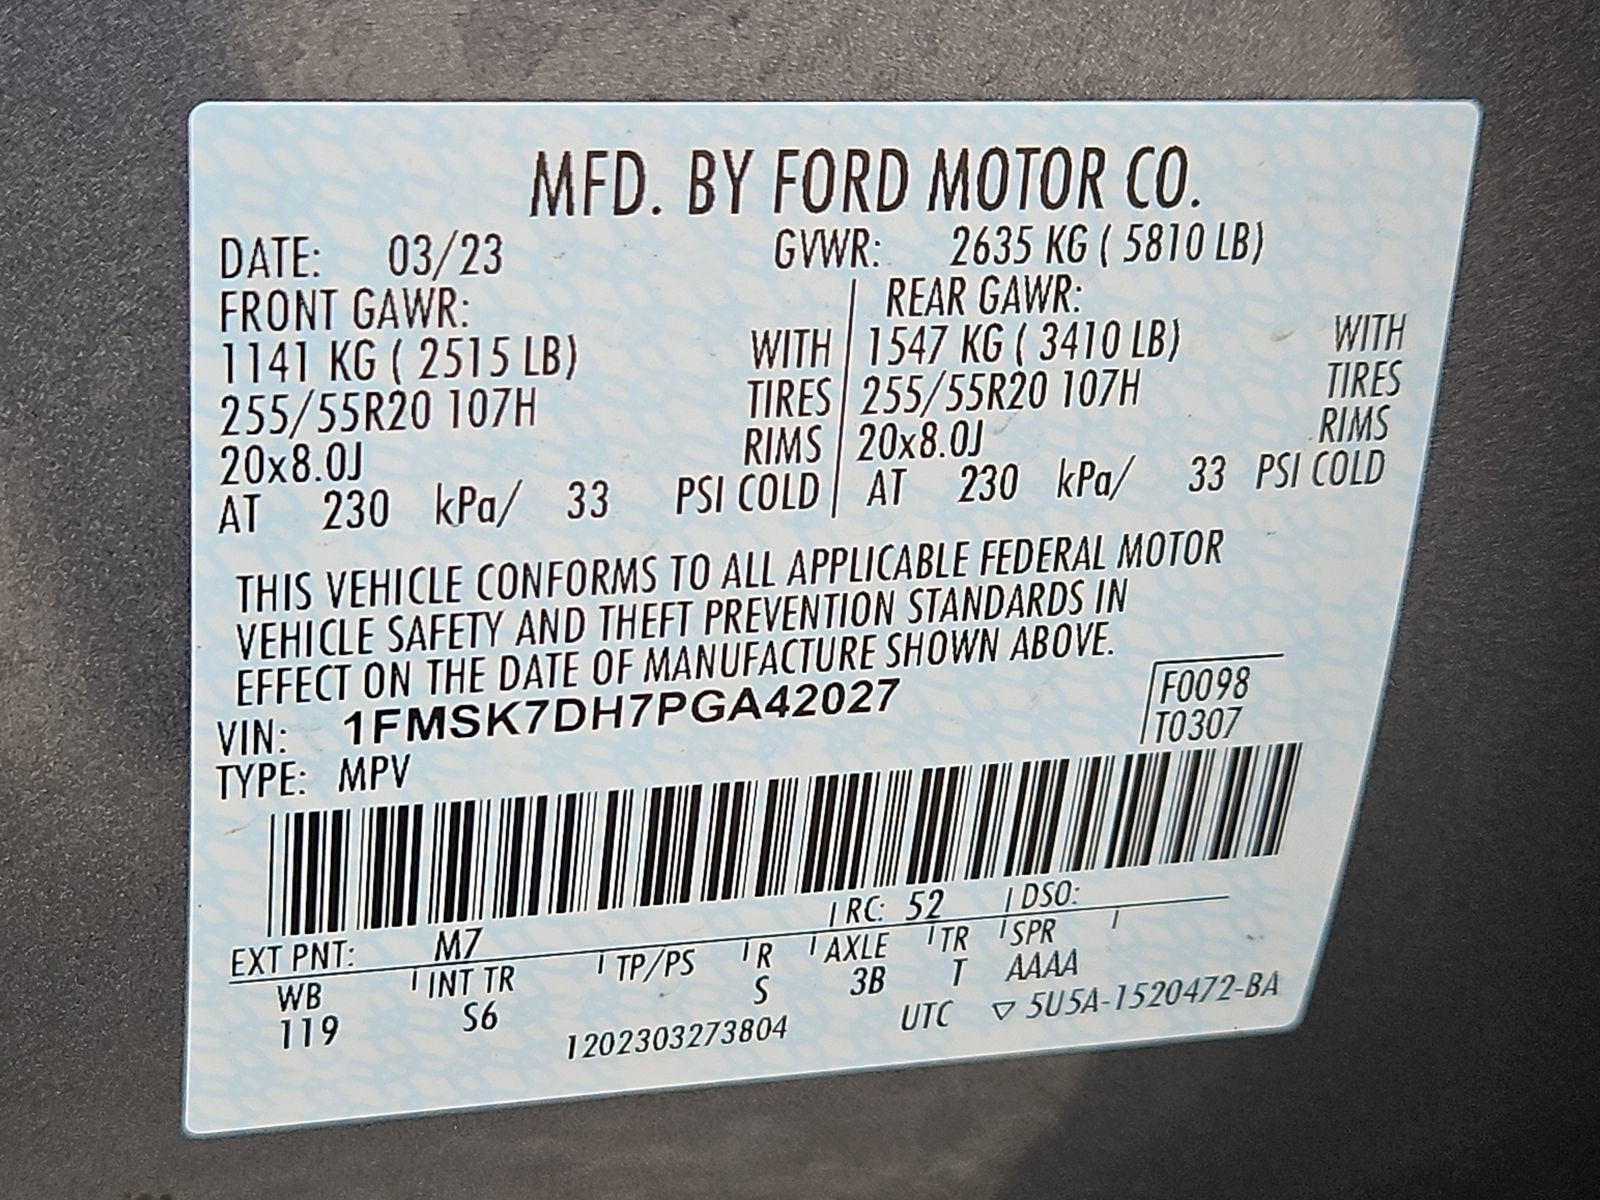 MFD. BY FORD MOTOR CO.
DATE: 03/23 GVWR: 2635 KG ( 5810 LB)
FRONT GAWR: REAR GAWR:
1141 KG ( 2515 LB) WITH 1547 KG ( 3410 LB) WITH
255/55R20 107H TIRES 255/55R20 107H TIRES
20x8.0J RIMS 20x8.0J RIMS
AT 230 kPa/ 33 PSI COLD AT 230 kPa/ 33 PSI COLD
THIS VEHICLE CONFORMS TO ALL APPLICABLE FEDERAL MOTOR
VEHICLE SAFETY AND THEFT PREVENTION STANDARDS IN
EFFECT ON THE DATE OF MANUFACTURE SHOWN ABOVE.
VIN: 1FMSK7DH7PGA42027 F0098
TYPE: MPV T0307
EXT PNT: M7 RC: 52 DSO:
WB INT TR TP/PS R AXLE TR SPR
119 S6 S 3B T AAAA
1202303273804 UTC ▽ 5U5A-1520472-BA